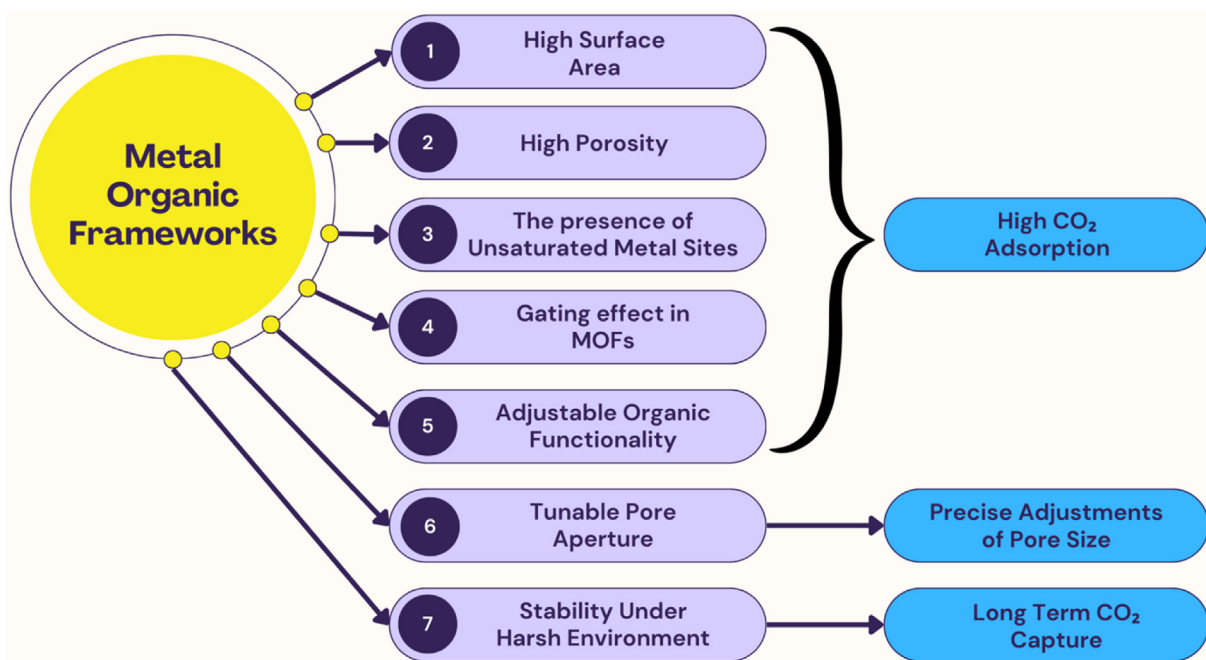 Metal
Organic
Frameworks
1
High Surface
Area
2
High Porosity
3
The presence of
Unsaturated Metal Sites
4
Gating effect in
MOFs
5
Adjustable Organic
Functionality
High CO₂
Adsorption
6
Tunable Pore
Aperture
Precise Adjustments
of Pore Size
7
Stability Under
Harsh Environment
Long Term CO₂
Capture